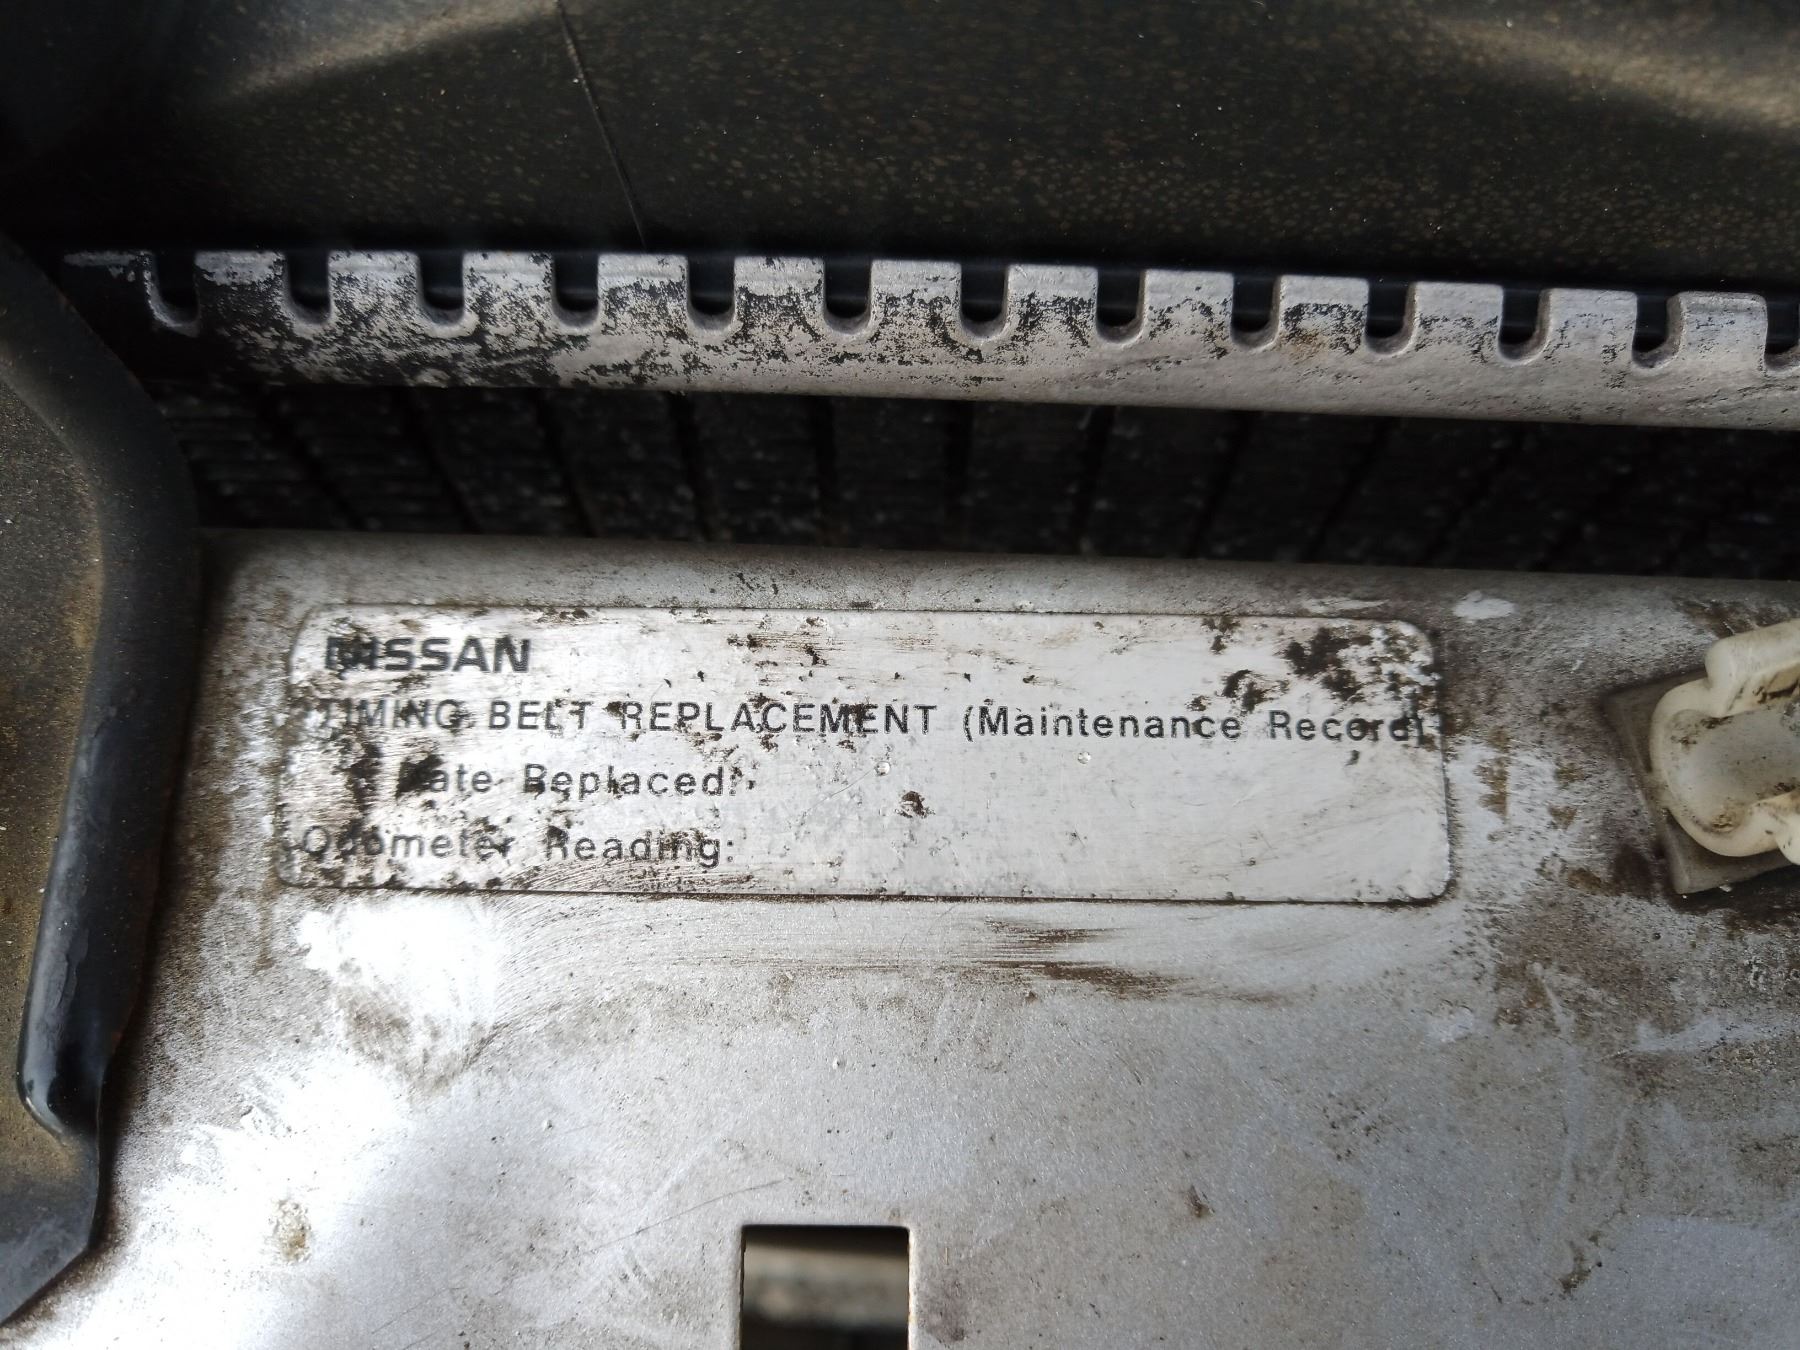 NISSAN
TIMING BELT REPLACEMENT (Maintenance Record)
Date Replaced:
Odometer Reading: